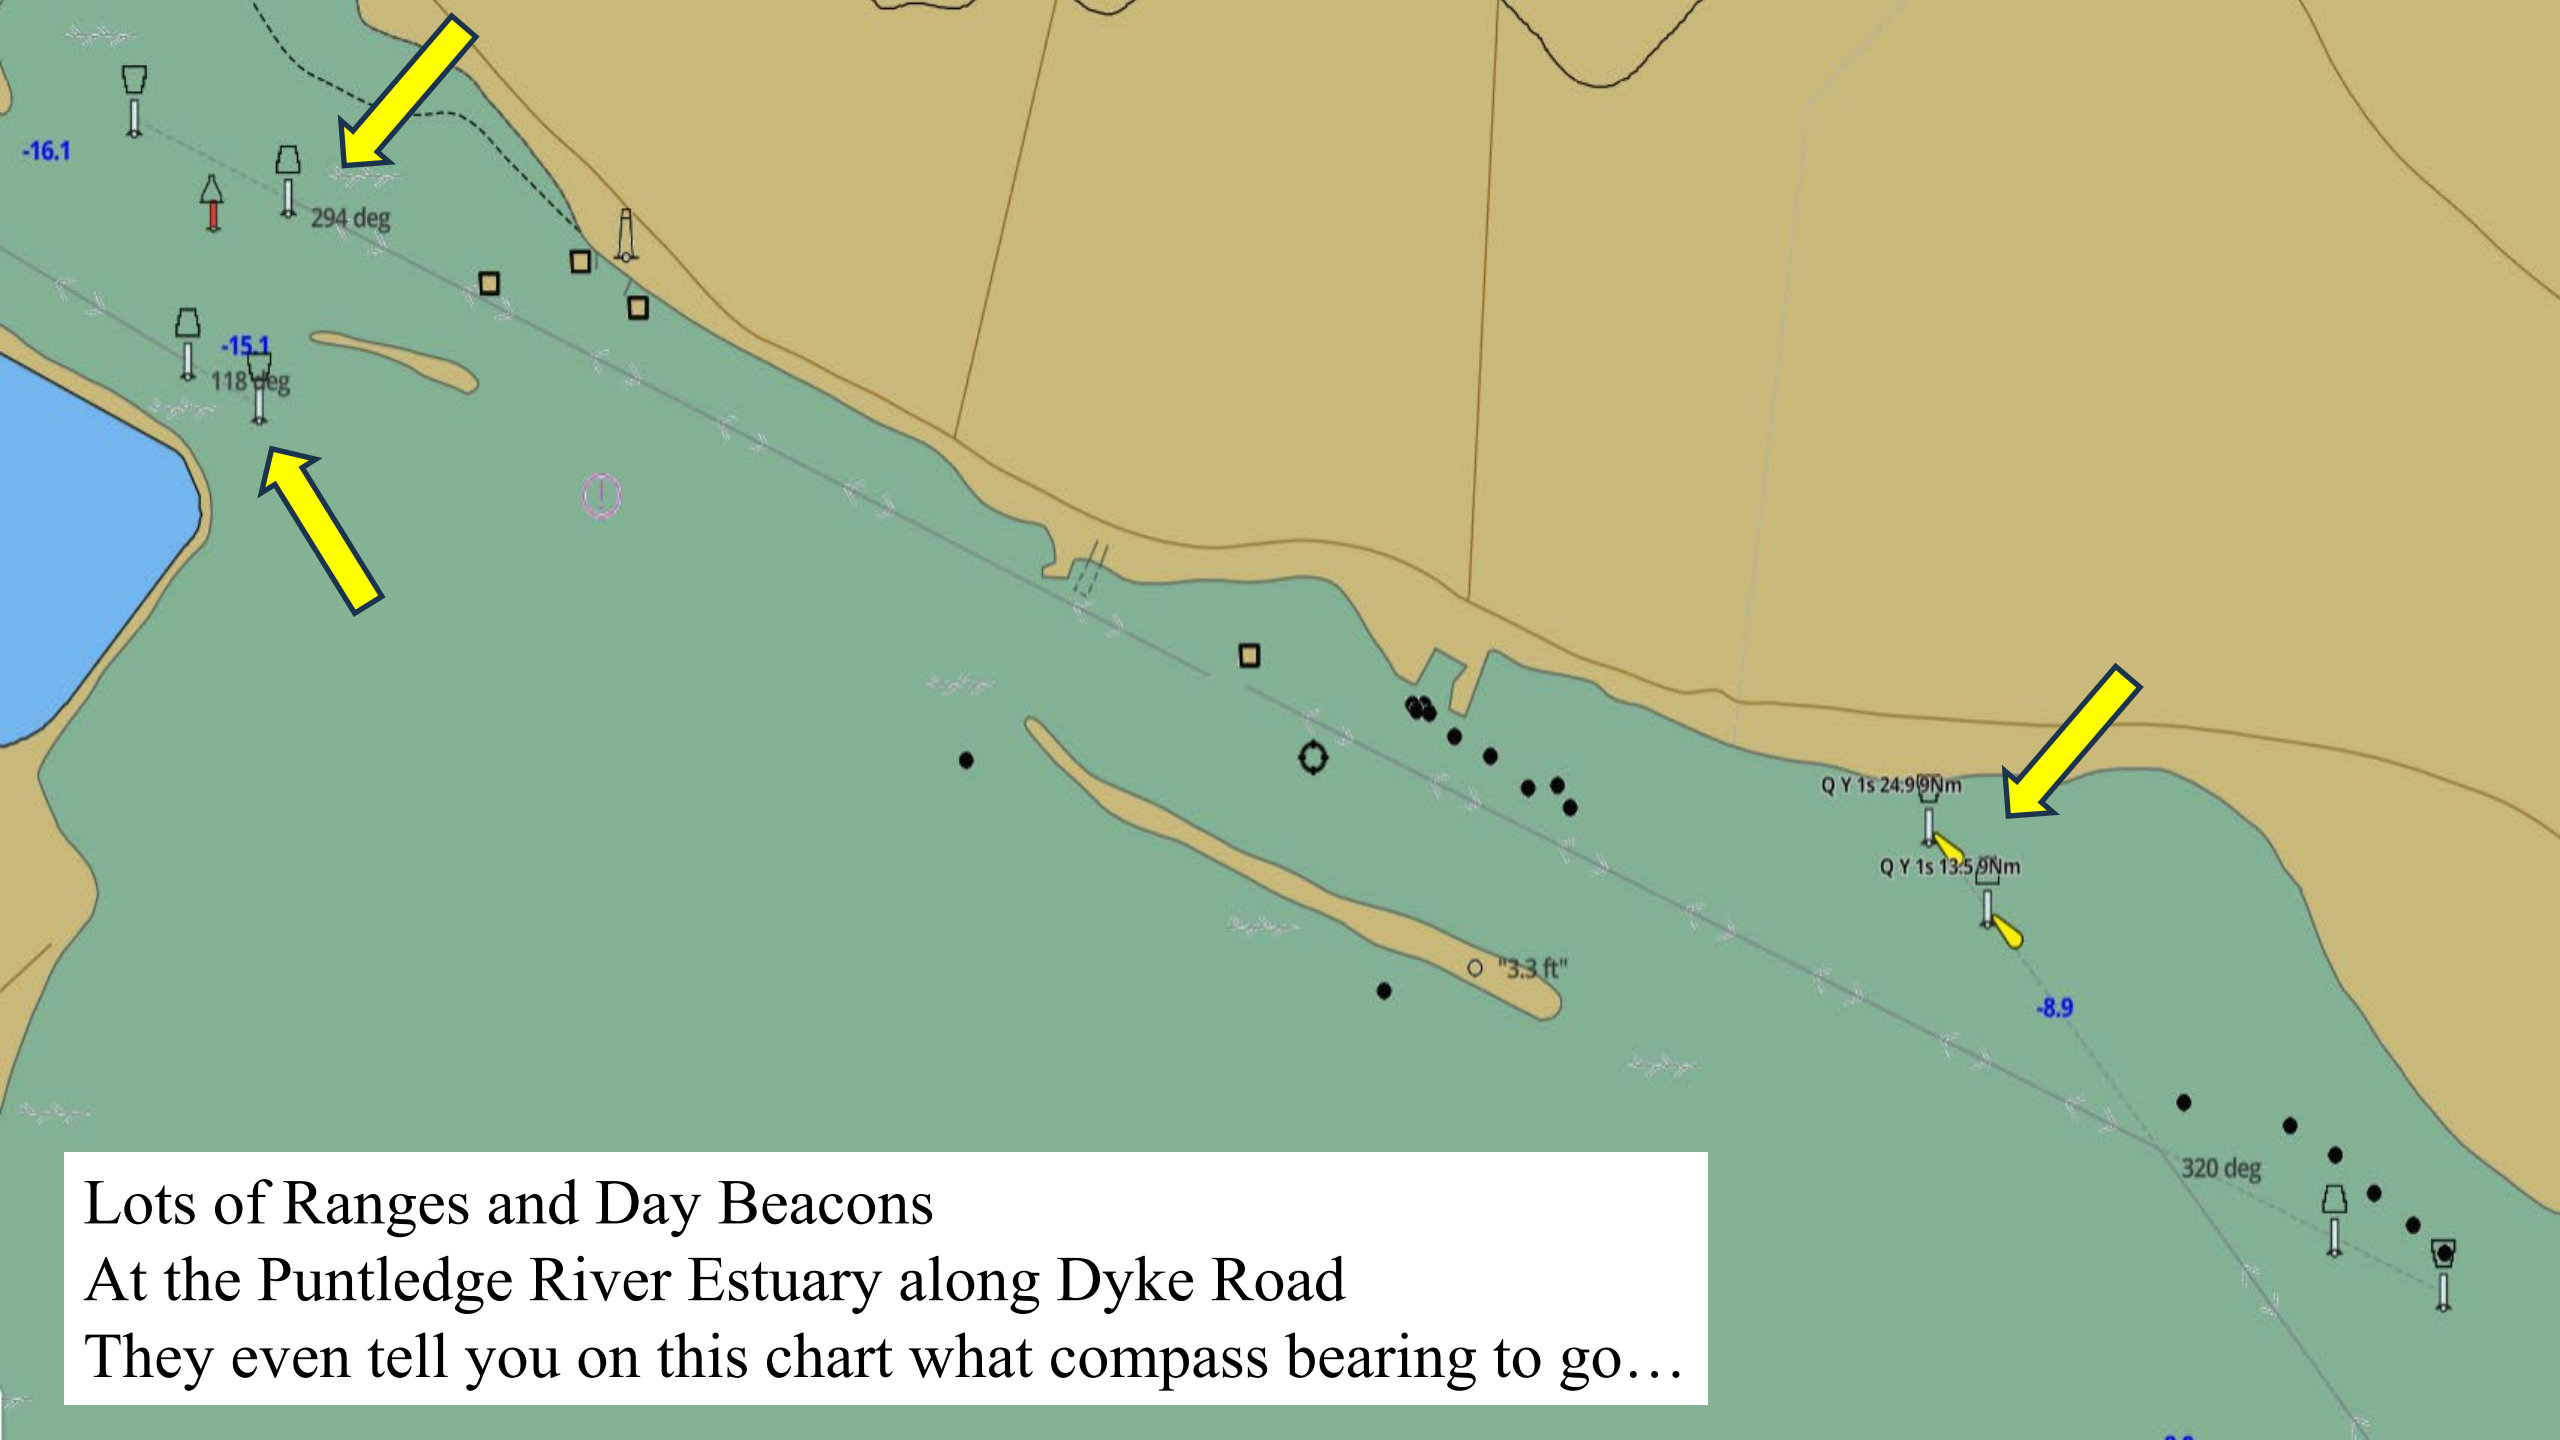 -16.1
294 deg
-15.1
118 deg
Q Y 1s 24.9 9Nm
Q Y 1s 13.5 9Nm
"3.3 ft"
-8.9
320 deg
Lots of Ranges and Day Beacons
At the Puntledge River Estuary along Dyke Road
They even tell you on this chart what compass bearing to go…